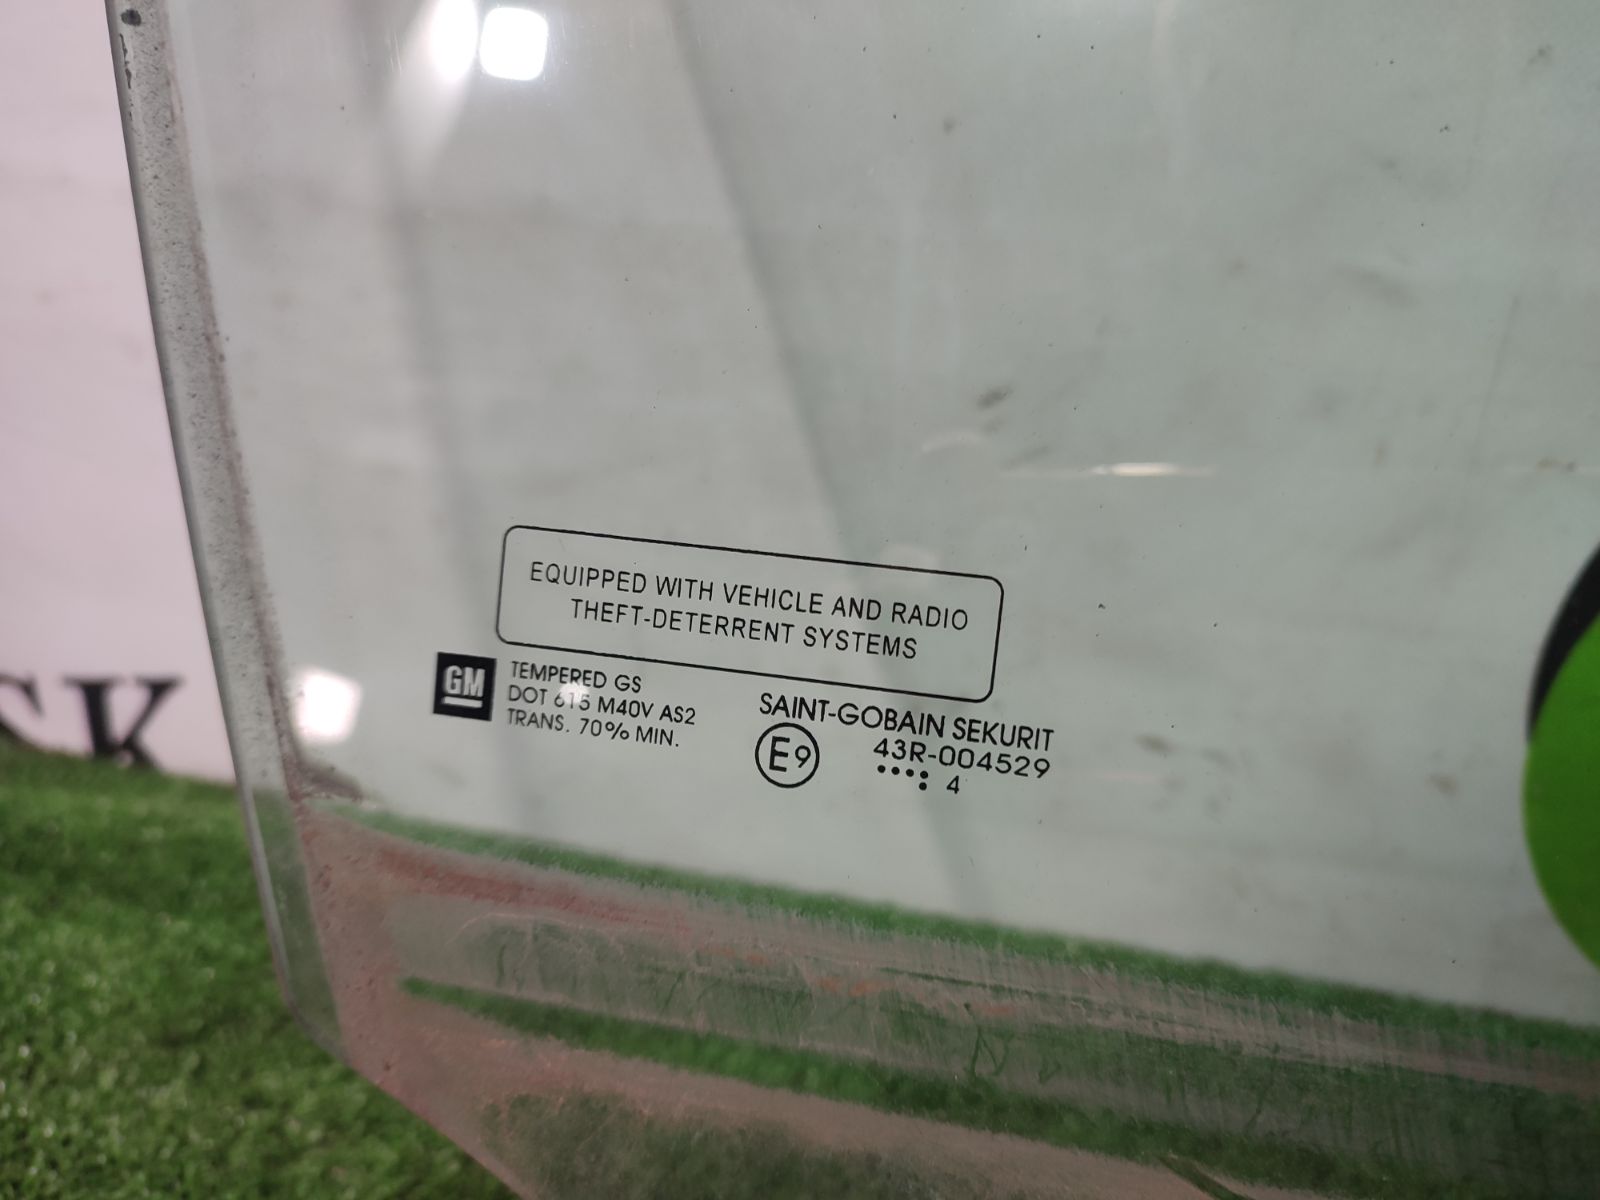 EQUIPPED WITH VEHICLE AND RADIO
THEFT-DETERRENT SYSTEMS
GM
TEMPERED GS
DOT 615 M40V AS2
TRANS. 70% MIN.
SAINT-GOBAIN SEKURIT
E9
43R-004529
••••: 4
SK